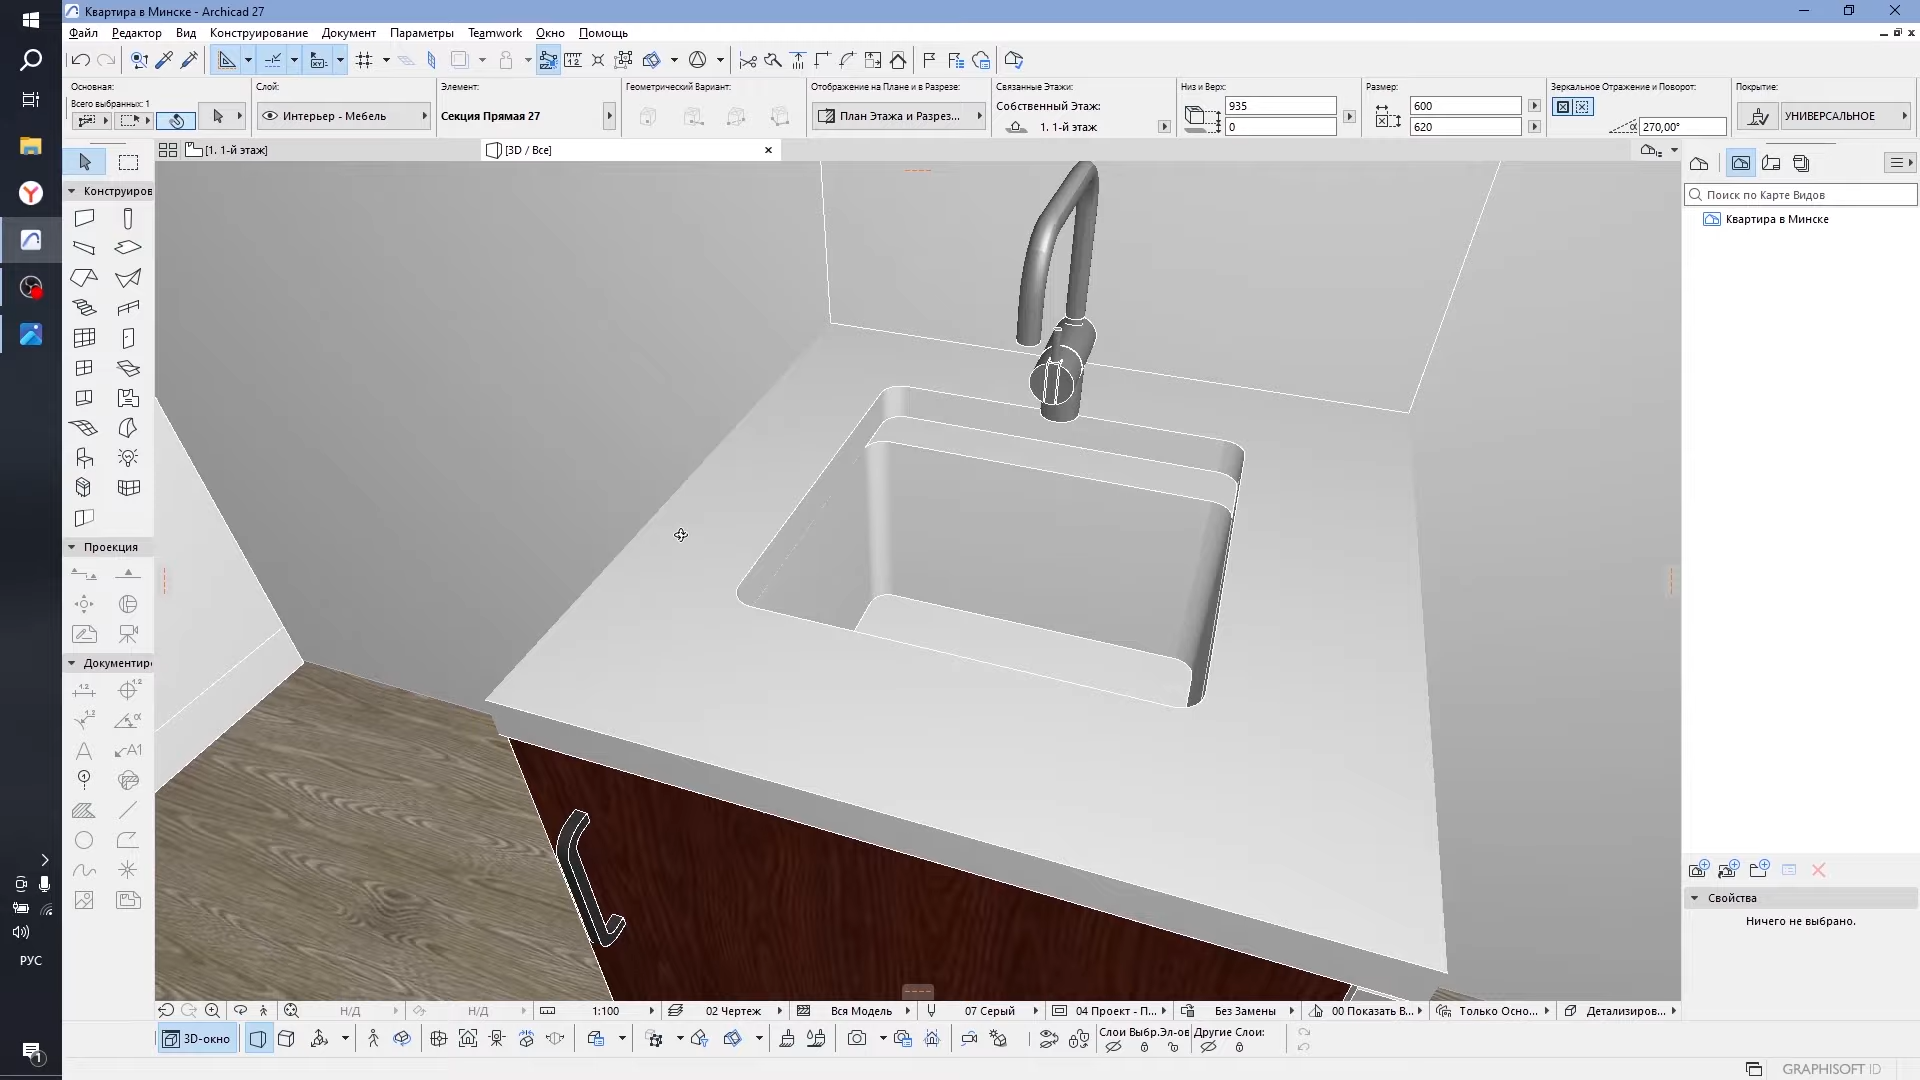 Квартира в Минске - Archicad 27
Файл Редактор Вид Конструирование Документ Параметры Teamwork Окно Помощь
Основная:
Всего выбранных: 1
Слой:
Интерьер - Мебель
Элемент:
Секция Прямая 27
Геометрический Вариант:
Отображение на Плане и в Разрезе:
План Этажа и Разрез...
Связанные Этажи:
Собственный Этаж:
1. 1-й этаж
Низ и Верх:
935
0
Размер:
600
620
Зеркальное Отражение и Поворот:
270,00°
Покрытие:
УНИВЕРСАЛЬНОЕ
[1. 1-й этаж]
[3D / Все]
Конструиров
Проекция
Документирс
Поиск по Карте Видов
Квартира в Минске
Свойства
Ничего не выбрано.
РУС
Н/Д
Н/Д
1:100
02 Чертеж
Вся Модель
07 Серый
04 Проект - П...
Без Замены
00 Показать В...
Только Осно...
Детализиров...
3D-окно
Слои Выбр.Эл-ов
Другие Слои:
GRAPHISOFT ID